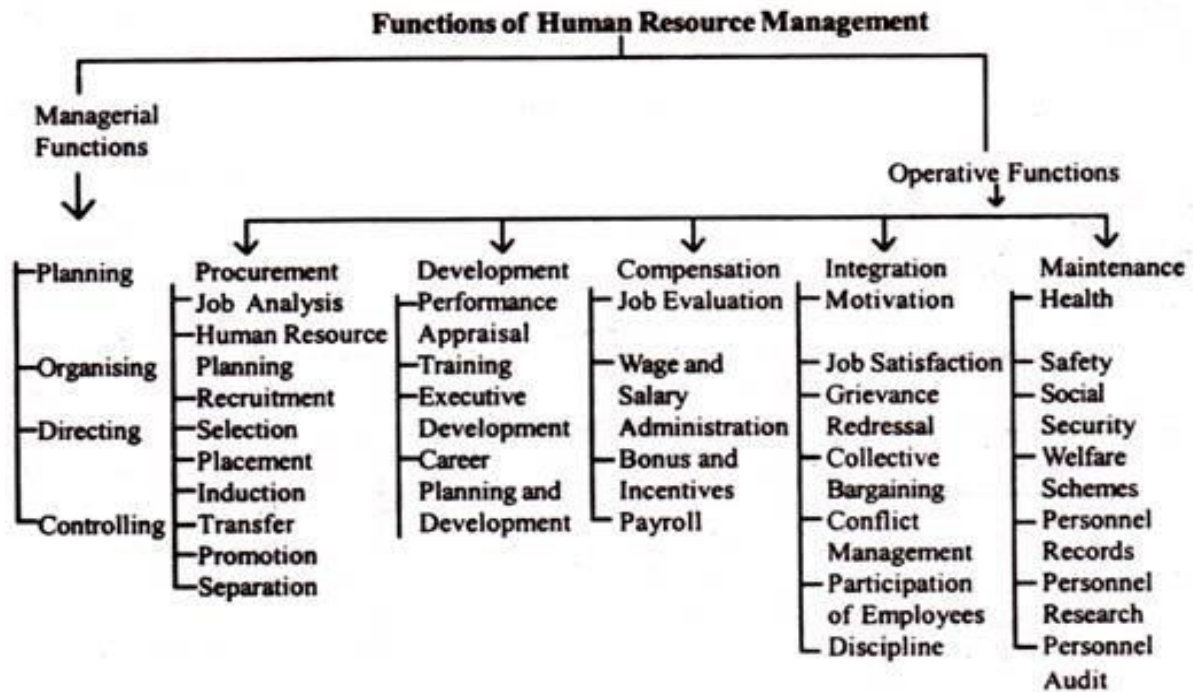 Functions of Human Resource Management
Managerial
Functions
Operative Functions
Planning
Organising
Directing
Controlling
Procurement
Job Analysis
Human Resource
Planning
Recruitment
Selection
Placement
Induction
Transfer
Promotion
Separation
Development
Performance
Appraisal
Training
Executive
Development
Career
Planning and
Development
Compensation
Job Evaluation
Wage and
Salary
Administration
Bonus and
Incentives
Payroll
Integration
Motivation
Job Satisfaction
Grievance
Redressal
Collective
Bargaining
Conflict
Management
Participation
of Employees
Discipline
Maintenance
Health
Safety
Social
Security
Welfare
Schemes
Personnel
Records
Personnel
Research
Personnel
Audit